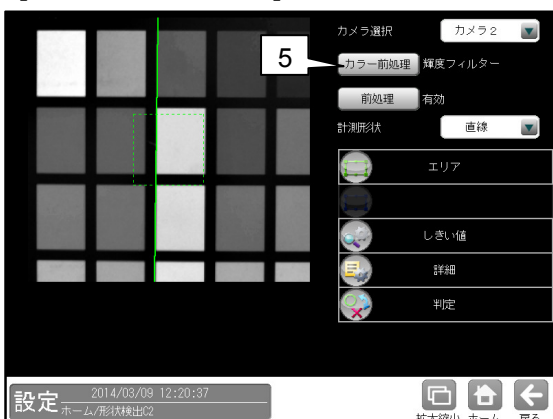 カメラ選択 カメラ2
5
カラー前処理 輝度フィルター
前処理 有効
計測形状 直線
エリア
しきい値
詳細
判定
設定 2014/03/09 12:20:37
ホーム/形状検出C2
拡大縮小 ホーム 戻る